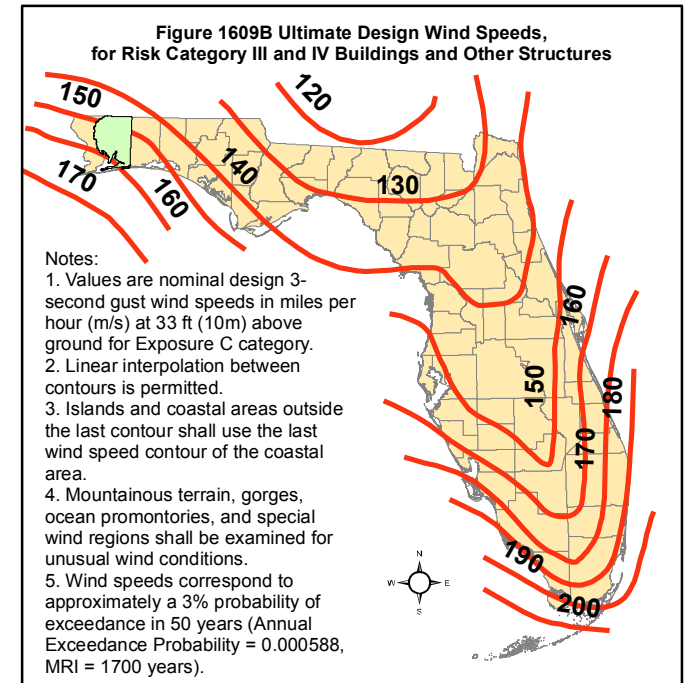 Figure 1609B Ultimate Design Wind Speeds,
for Risk Category III and IV Buildings and Other Structures
120
150
140
130
170
160
Notes:
1. Values are nominal design 3-
second gust wind speeds in miles per
hour (m/s) at 33 ft (10m) above
ground for Exposure C category.
2. Linear interpolation between
contours is permitted.
3. Islands and coastal areas outside
the last contour shall use the last
wind speed contour of the coastal
area.
4. Mountainous terrain, gorges,
ocean promontories, and special
wind regions shall be examined for
unusual wind conditions.
5. Wind speeds correspond to
approximately a 3% probability of
exceedance in 50 years (Annual
Exceedance Probability = 0.000588,
MRI = 1700 years).
160
150
180
170
190
200
N
W
E
S